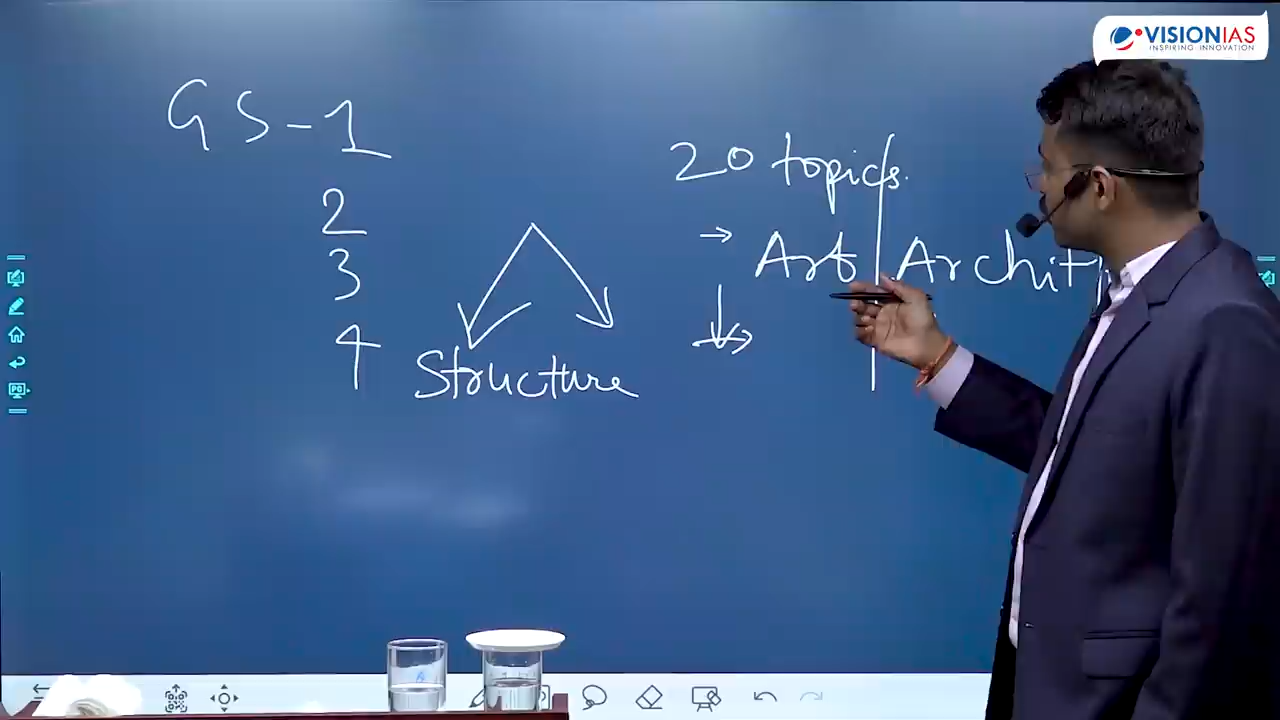 VISIONIAS
INSPIRING INNOVATION
GS-1
2
3
4
Structure
20 topics
Art Archit